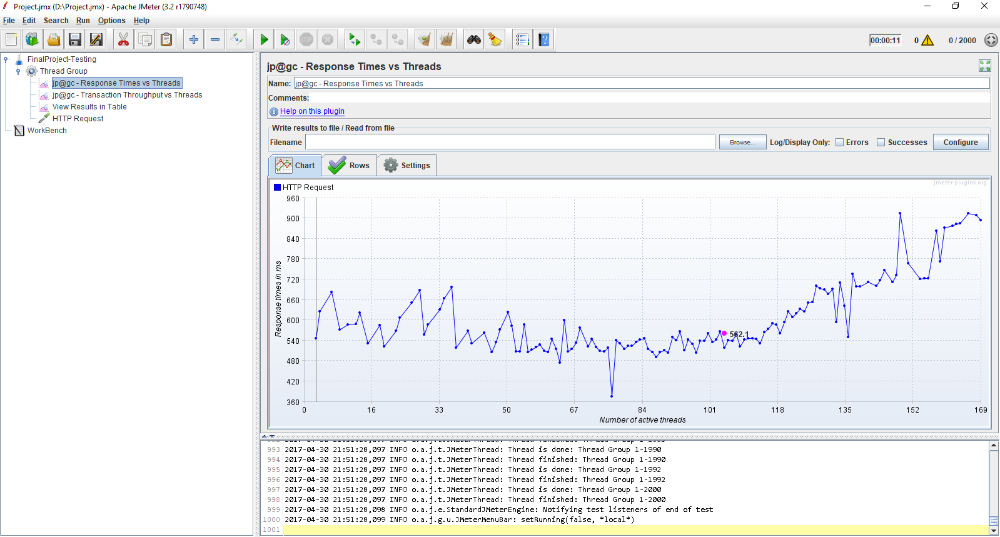 Project.jmx (D:\Project.jmx) - Apache JMeter (3.2 r1790748)
File Edit Search Run Options Help
00:00:11 0 0 / 2000
FinalProject-Testing
Thread Group
jp@gc - Response Times vs Threads
jp@gc - Transaction Throughput vs Threads
View Results in Table
HTTP Request
WorkBench
jp@gc - Response Times vs Threads
Name: jp@gc - Response Times vs Threads
Comments:
Help on this plugin
Write results to file / Read from file
Filename Browse... Log/Display Only: Errors Successes Configure
Chart Rows Settings
HTTP Request
jmeter-plugins.org
960
900
840
780
720
660
600
540
480
420
360
Response times in ms
562.1
0 16 33 50 67 84 101 118 135 152 169
Number of active threads
993 2017-04-30 21:51:28,097 INFO o.a.j.t.JMeterThread: Thread is done: Thread Group 1-1990
994 2017-04-30 21:51:28,097 INFO o.a.j.t.JMeterThread: Thread finished: Thread Group 1-1990
995 2017-04-30 21:51:28,097 INFO o.a.j.t.JMeterThread: Thread is done: Thread Group 1-1992
996 2017-04-30 21:51:28,097 INFO o.a.j.t.JMeterThread: Thread finished: Thread Group 1-1992
997 2017-04-30 21:51:28,097 INFO o.a.j.t.JMeterThread: Thread is done: Thread Group 1-2000
998 2017-04-30 21:51:28,097 INFO o.a.j.t.JMeterThread: Thread finished: Thread Group 1-2000
999 2017-04-30 21:51:28,098 INFO o.a.j.e.StandardJMeterEngine: Notifying test listeners of end of test
1000 2017-04-30 21:51:28,099 INFO o.a.j.g.u.JMeterMenuBar: setRunning(false, *local*)
1001